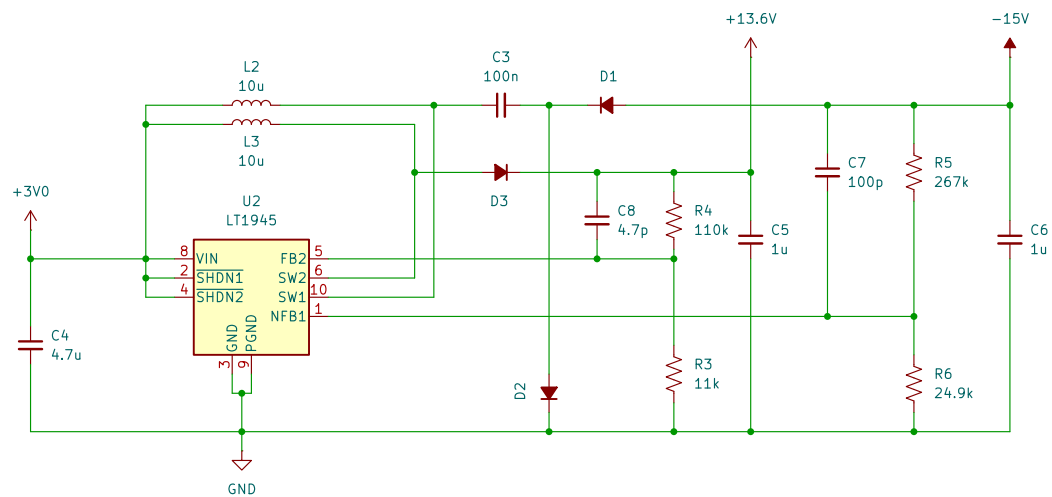 +13.6V
-15V
C3
100n
D1
L2
10u
L3
10u
C7
100p
R5
267k
+3V0
D3
U2
LT1945
C8
4.7p
R4
110k
C5
1u
C6
1u
8 VIN FB2 5
2 SHDN1 SW2 6
4 SHDN2 SW1 10
NFB1 1
GND
PGND
3
9
C4
4.7u
R3
11k
D2
R6
24.9k
GND